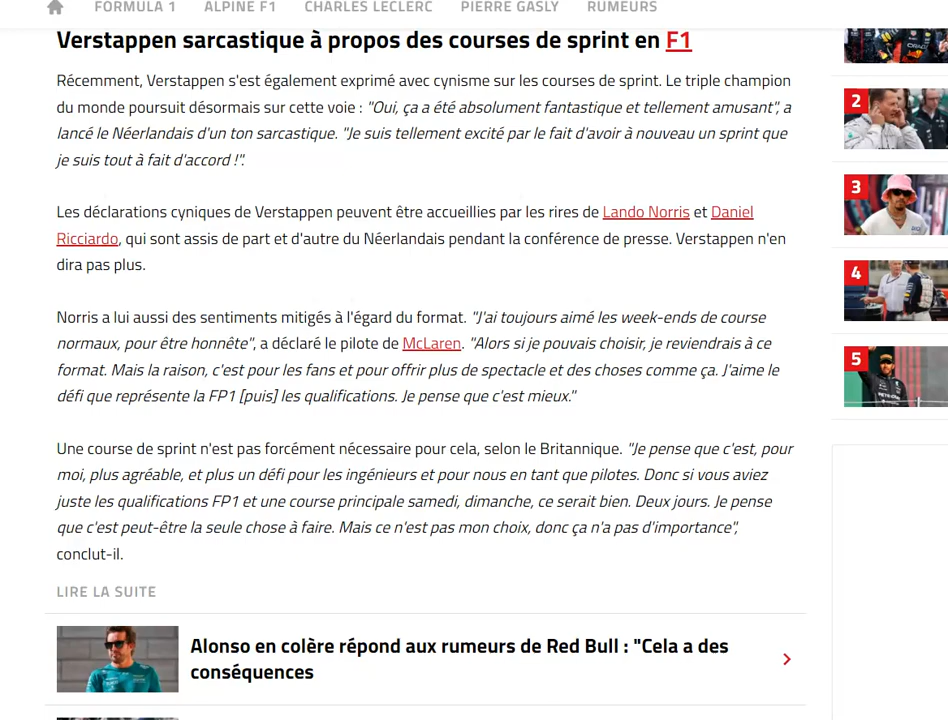 FORMULA 1 ALPINE F1 CHARLES LECLERC PIERRE GASLY RUMEURS
Verstappen sarcastique à propos des courses de sprint en F1
Récemment, Verstappen s'est également exprimé avec cynisme sur les courses de sprint. Le triple champion
du monde poursuit désormais sur cette voie : "Oui, ça a été absolument fantastique et tellement amusant", a
lancé le Néerlandais d'un ton sarcastique. "Je suis tellement excité par le fait d'avoir à nouveau un sprint que
je suis tout à fait d'accord !".
Les déclarations cyniques de Verstappen peuvent être accueillies par les rires de Lando Norris et Daniel
Ricciardo, qui sont assis de part et d'autre du Néerlandais pendant la conférence de presse. Verstappen n'en
dira pas plus.
Norris a lui aussi des sentiments mitigés à l'égard du format. "J'ai toujours aimé les week-ends de course
normaux, pour être honnête", a déclaré le pilote de McLaren. "Alors si je pouvais choisir, je reviendrais à ce
format. Mais la raison, c'est pour les fans et pour offrir plus de spectacle et des choses comme ça. J'aime le
défi que représente la FP1 [puis] les qualifications. Je pense que c'est mieux."
Une course de sprint n'est pas forcément nécessaire pour cela, selon le Britannique. "Je pense que c'est, pour
moi, plus agréable, et plus un défi pour les ingénieurs et pour nous en tant que pilotes. Donc si vous aviez
juste les qualifications FP1 et une course principale samedi, dimanche, ce serait bien. Deux jours. Je pense
que c'est peut-être la seule chose à faire. Mais ce n'est pas mon choix, donc ça n'a pas d'importance",
conclut-il.
LIRE LA SUITE
Alonso en colère répond aux rumeurs de Red Bull : "Cela a des
conséquences
2
3
4
5